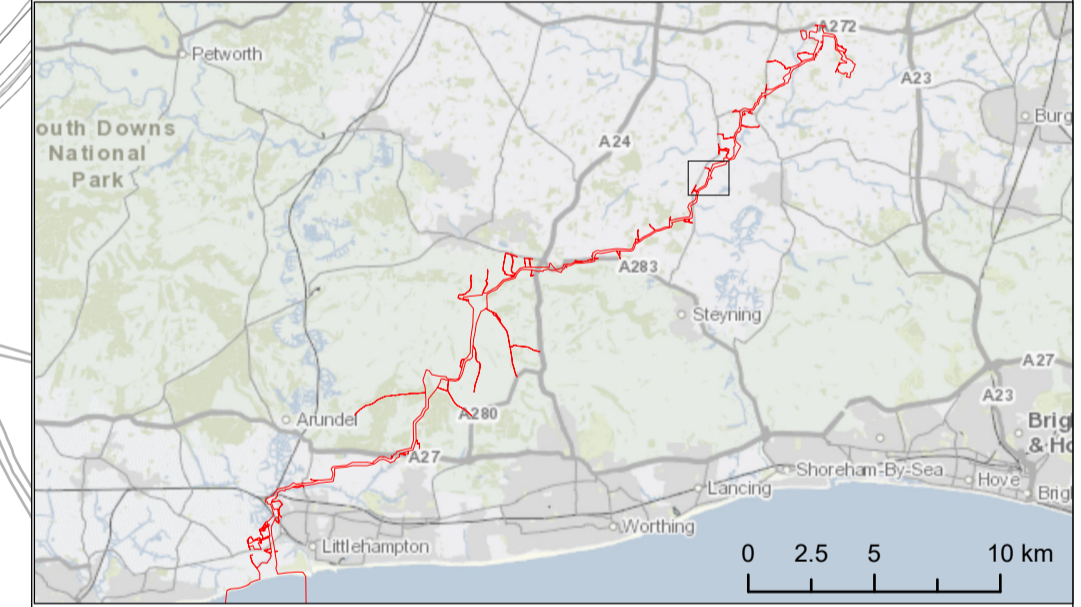 A272
Petworth
A23
Burg
outh Downs
National
Park
A24
A283
Steyning
A27
A23
Arundel
A280
Brig
& Ho
A27
Shoreham-By-Sea
Hove
Lancing
Brig
Worthing
Littlehampton
0 2.5 5 10 km